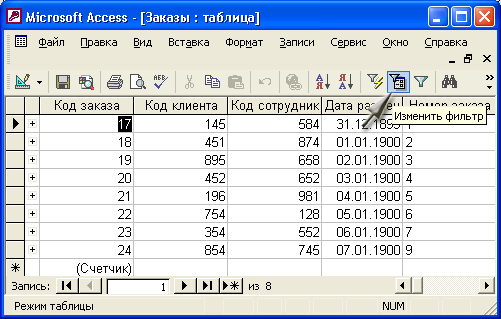 Microsoft Access - [Заказы : таблица]
Файл Правка Вид Вставка Формат Записи Сервис Окно Справка
Код заказа Код клиента Код сотрудник Дата Номер заказа
Изменить фильтр
17 145 584 1
18 451 874 01.01.1900 2
19 895 658 02.01.1900 3
20 452 652 03.01.1900 4
21 196 981 04.01.1900 5
22 754 128 05.01.1900 6
23 354 552 06.01.1900 7
24 854 745 07.01.1900 9
(Счетчик)
Запись: 1 из 8
Режим таблицы NUM